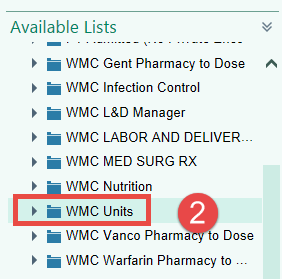 Available Lists
WMC Gent Pharmacy to Dose
WMC Infection Control
WMC L&D Manager
WMC LABOR AND DELIVER...
WMC MED SURG RX
WMC Nutrition
WMC Units
2
WMC Vanco Pharmacy to Dose
WMC Warfarin Pharmacy to ...